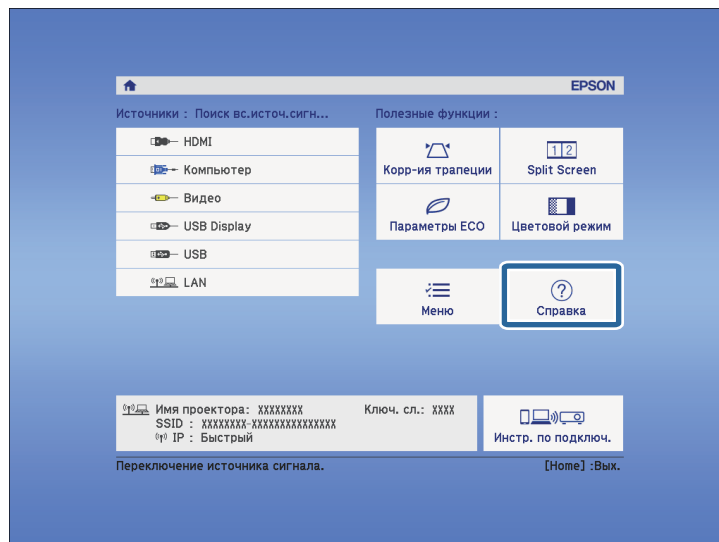 EPSON
Источники : Поиск вс.источ.сигн...
HDMI
Компьютер
Видео
USB Display
USB
LAN
Полезные функции :
Корр-ия трапеции
1 2
Split Screen
Параметры ECO
Цветовой режим
Меню
?
Справка
Имя проектора: XXXXXXXX
Ключ. сл.: XXXX
SSID : XXXXXXXX-XXXXXXXXXXXXXXX
IP : Быстрый
Инстр. по подключ.
Переключение источника сигнала.
[Home] :Вых.